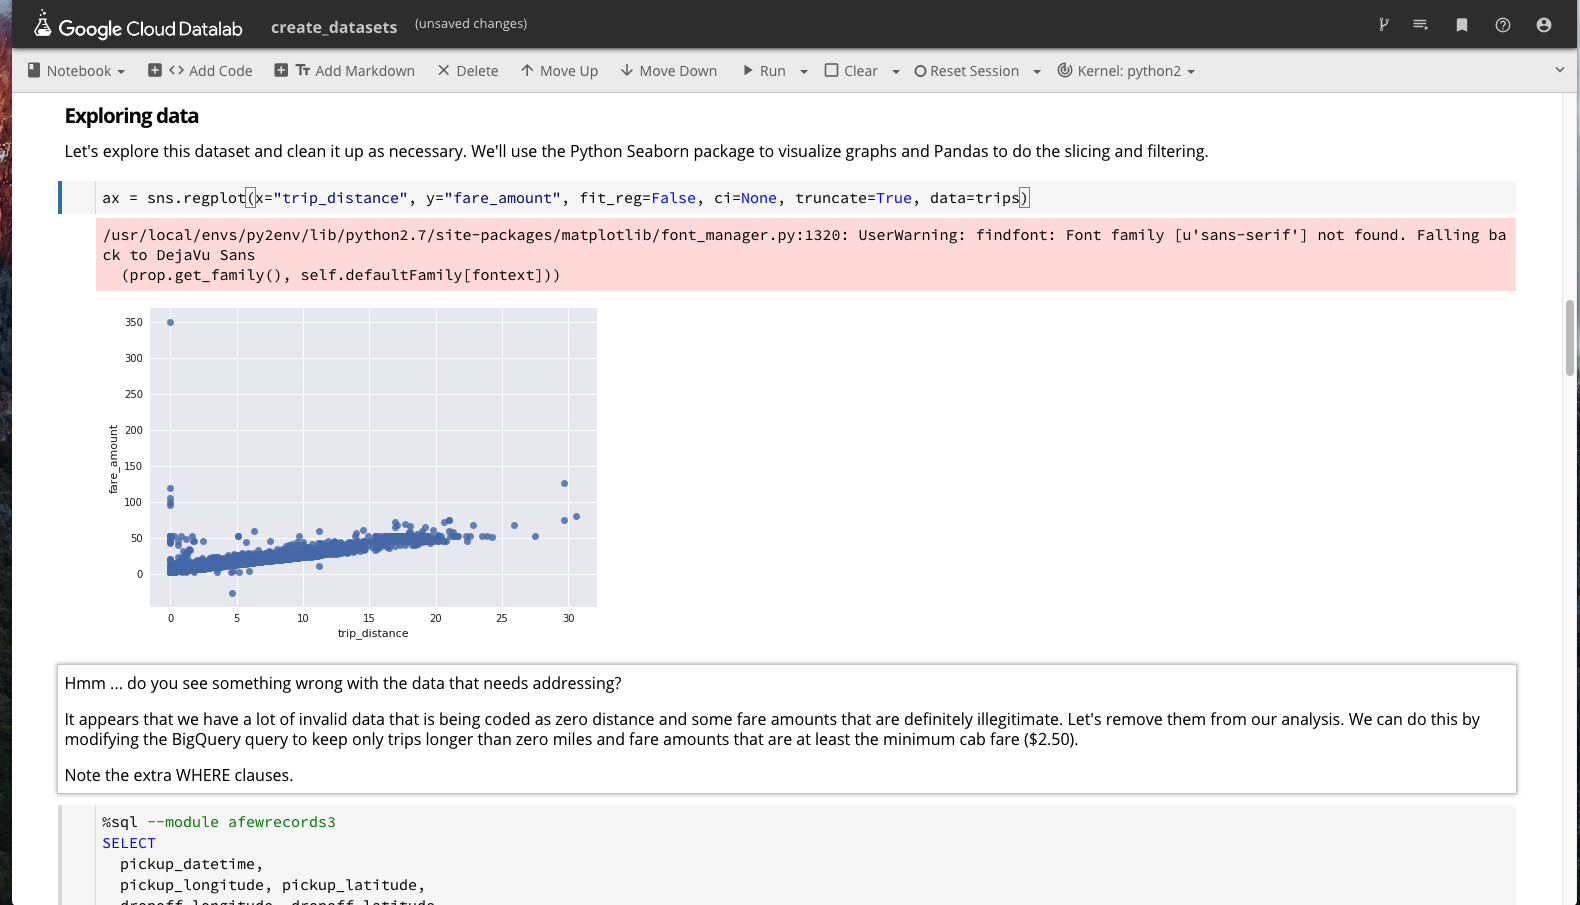 Google Cloud Datalab create_datasets (unsaved changes)
Notebook Add Code Tr Add Markdown Delete Move Up Move Down Run Clear Reset Session Kernel: python2
Exploring data
Let's explore this dataset and clean it up as necessary. We'll use the Python Seaborn package to visualize graphs and Pandas to do the slicing and filtering.
ax = sns.regplot(x="trip_distance", y="fare_amount", fit_reg=False, ci=None, truncate=True, data=trips)
/usr/local/envs/py2env/lib/python2.7/site-packages/matplotlib/font_manager.py:1320: UserWarning: findfont: Font family [u'sans-serif'] not found. Falling ba
ck to DejaVu Sans
(prop.get_family(), self.defaultFamily[fontext]))
350
300
250
200
150
100
50
0
fare_amount
0 5 10 15 20 25 30
trip_distance
Hmm ... do you see something wrong with the data that needs addressing?
It appears that we have a lot of invalid data that is being coded as zero distance and some fare amounts that are definitely illegitimate. Let's remove them from our analysis. We can do this by
modifying the BigQuery query to keep only trips longer than zero miles and fare amounts that are at least the minimum cab fare ($2.50).
Note the extra WHERE clauses.
%sql --module afewrecords3
SELECT
pickup_datetime,
pickup_longitude, pickup_latitude,
dropoff_longitude, dropoff_latitude